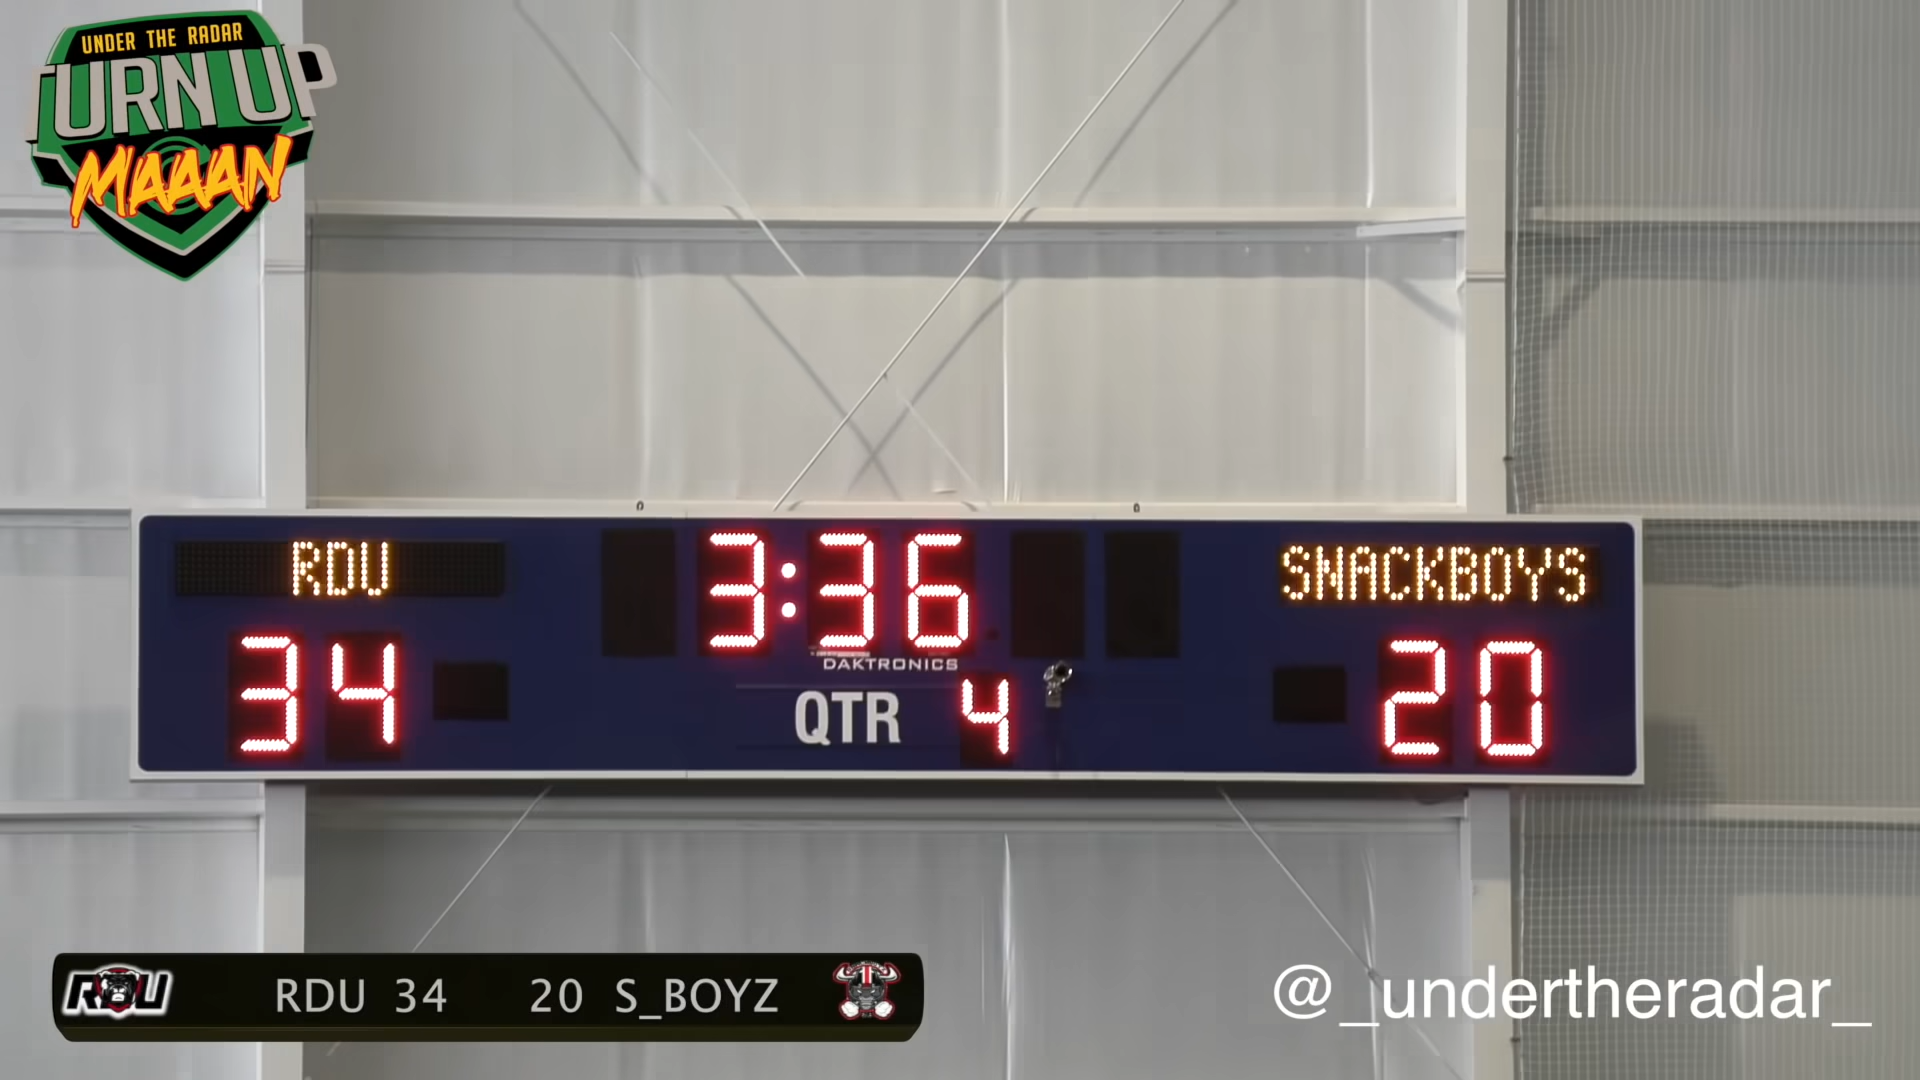 UNDER THE RADAR
TURN UP
MAAAN
RDU
3:36
SNACKBOYS
34
DAKTRONICS
QTR 4
20
RDU RDU 34 20 S_BOYZ
@_undertheradar_